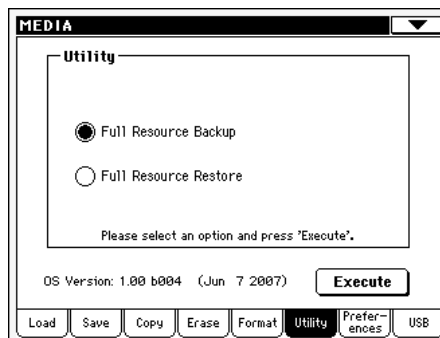 MEDIA
Utility
Full Resource Backup
Full Resource Restore
Please select an option and press 'Execute'.
OS Version: 1.00 b004 (Jun 7 2007)
Execute
Load Save Copy Erase Format Utility Prefer-
ences USB